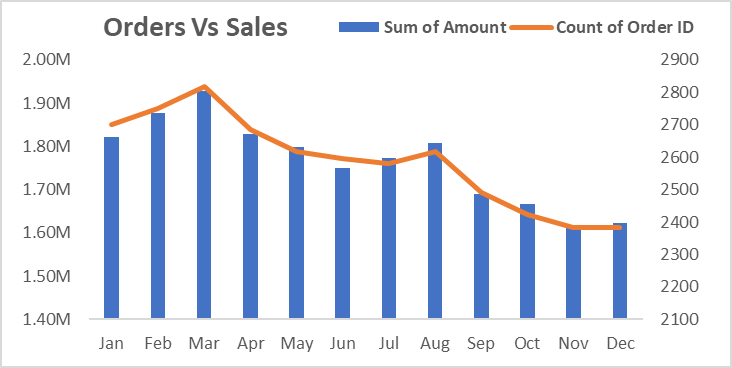 Orders Vs Sales
Sum of Amount Count of Order ID
2.00M 2900
1.90M 2800
1.80M 2700
1.70M 2600
1.60M 2500
1.50M 2400
1.40M 2300
2200
2100
Jan Feb Mar Apr May Jun Jul Aug Sep Oct Nov Dec